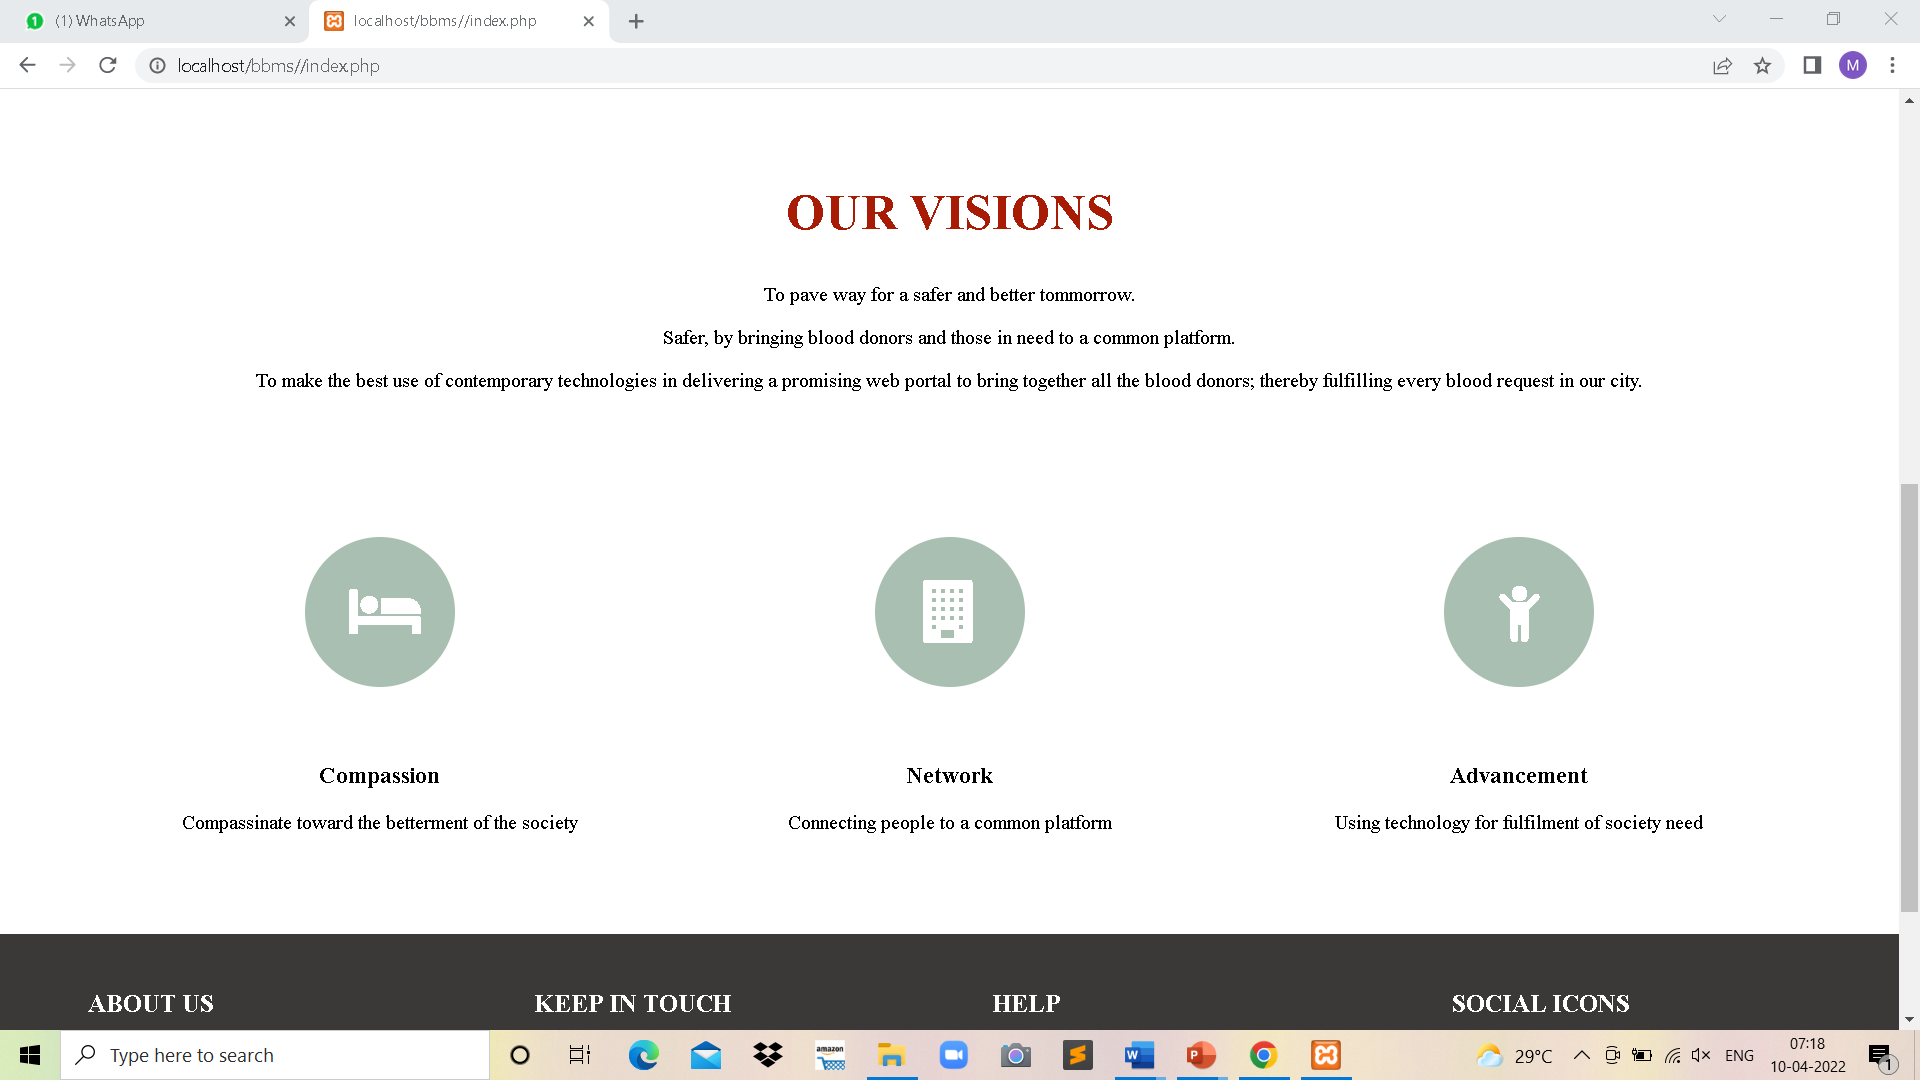 (1) WhatsApp
localhost/bbms//index.php
localhost/bbms//index.php
M
OUR VISIONS
To pave way for a safer and better tommorrow.
Safer, by bringing blood donors and those in need to a common platform.
To make the best use of contemporary technologies in delivering a promising web portal to bring together all the blood donors; thereby fulfilling every blood request in our city.
Compassion
Network
Advancement
Compassinate toward the betterment of the society
Connecting people to a common platform
Using technology for fulfilment of society need
ABOUT US
KEEP IN TOUCH
HELP
SOCIAL ICONS
Type here to search
amazon
W
P
29°C
ENG
07:18
10-04-2022
1